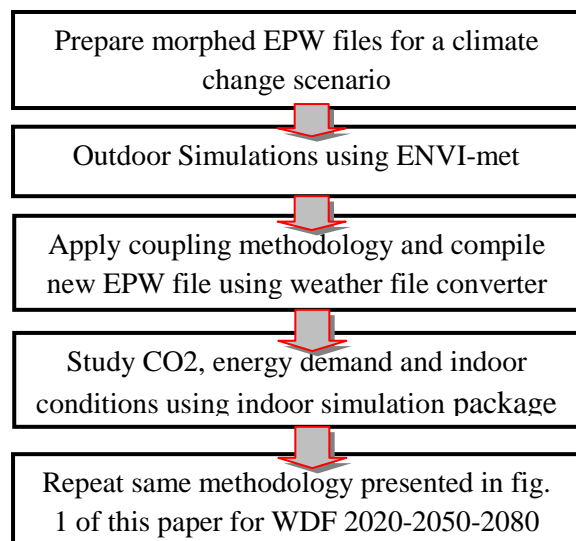 Prepare morphed EPW files for a climate
change scenario
Outdoor Simulations using ENVI-met
Apply coupling methodology and compile
new EPW file using weather file converter
Study CO2, energy demand and indoor
conditions using indoor simulation package
Repeat same methodology presented in fig.
1 of this paper for WDF 2020-2050-2080